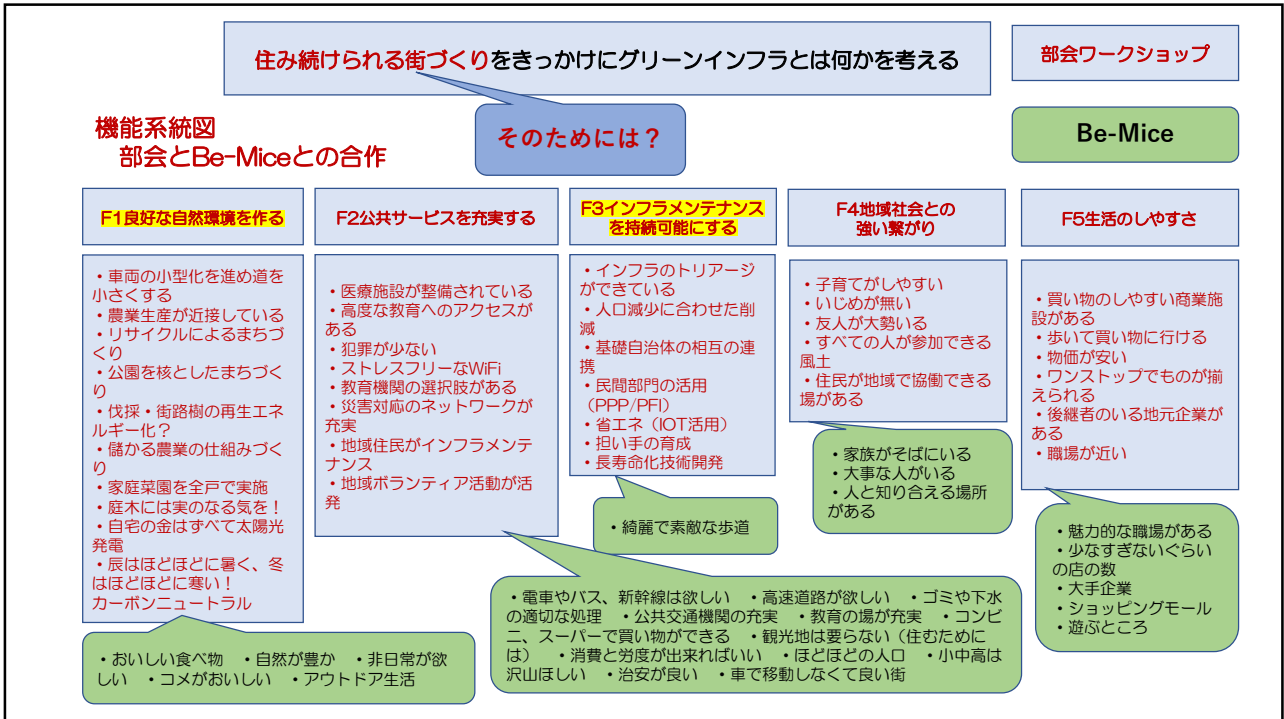 住み続けられる街づくりをきっかけにグリーンインフラとは何かを考える
部会ワークショップ
そのためには？
Be-Mice
機能系統図
部会とBe-Miceとの合作
F1良好な自然環境を作る
・車両の小型化を進め道を
小さくする
・農業生産が近接している
・リサイクルによるまちづ
くり
・公園を核としたまちづく
り
・伐採・街路樹の再生エネ
ルギー化？
・儲かる農業の仕組みづく
り
・家庭菜園を全戸で実施
・庭木には実のなる気を！
・自宅の金はずべて太陽光
発電
・辰はほどほどに暑く、冬
はほどほどに寒い！
カーボンニュートラル
・おいしい食べ物　・自然が豊か　・非日常が欲
しい　・コメがおいしい　・アウトドア生活
F2公共サービスを充実する
・医療施設が整備されている
・高度な教育へのアクセスが
ある
・犯罪が少ない
・ストレスフリーなWiFi
・教育機関の選択肢がある
・災害対応のネットワークが
充実
・地域住民がインフラメンテ
ナンス
・地域ボランティア活動が活
発
・電車やバス、新幹線は欲しい　・高速道路が欲しい　・ゴミや下水
の適切な処理　・公共交通機関の充実　・教育の場が充実　・コンビ
ニ、スーパーで買い物ができる　・観光地は要らない（住むために
は）　・消費と労度が出来ればいい　・ほどほどの人口　・小中高は
沢山ほしい　・治安が良い　・車で移動しなくて良い街
F3インフラメンテナンス
を持続可能にする
・インフラのトリアージ
ができている
・人口減少に合わせた削
減
・基礎自治体の相互の連
携
・民間部門の活用
（PPP/PFI）
・省エネ（IOT活用）
・担い手の育成
・長寿命化技術開発
・綺麗で素敵な歩道
F4地域社会との
強い繋がり
・子育てがしやすい
・いじめが無い
・友人が大勢いる
・すべての人が参加できる
風土
・住民が地域で協働できる
場がある
・家族がそばにいる
・大事な人がいる
・人と知り合える場所
がある
F5生活のしやすさ
・買い物のしやすい商業施
設がある
・歩いて買い物に行ける
・物価が安い
・ワンストップでものが揃
えられる
・後継者のいる地元企業が
ある
・職場が近い
・魅力的な職場がある
・少なすぎないぐらい
の店の数
・大手企業
・ショッピングモール
・遊ぶところ